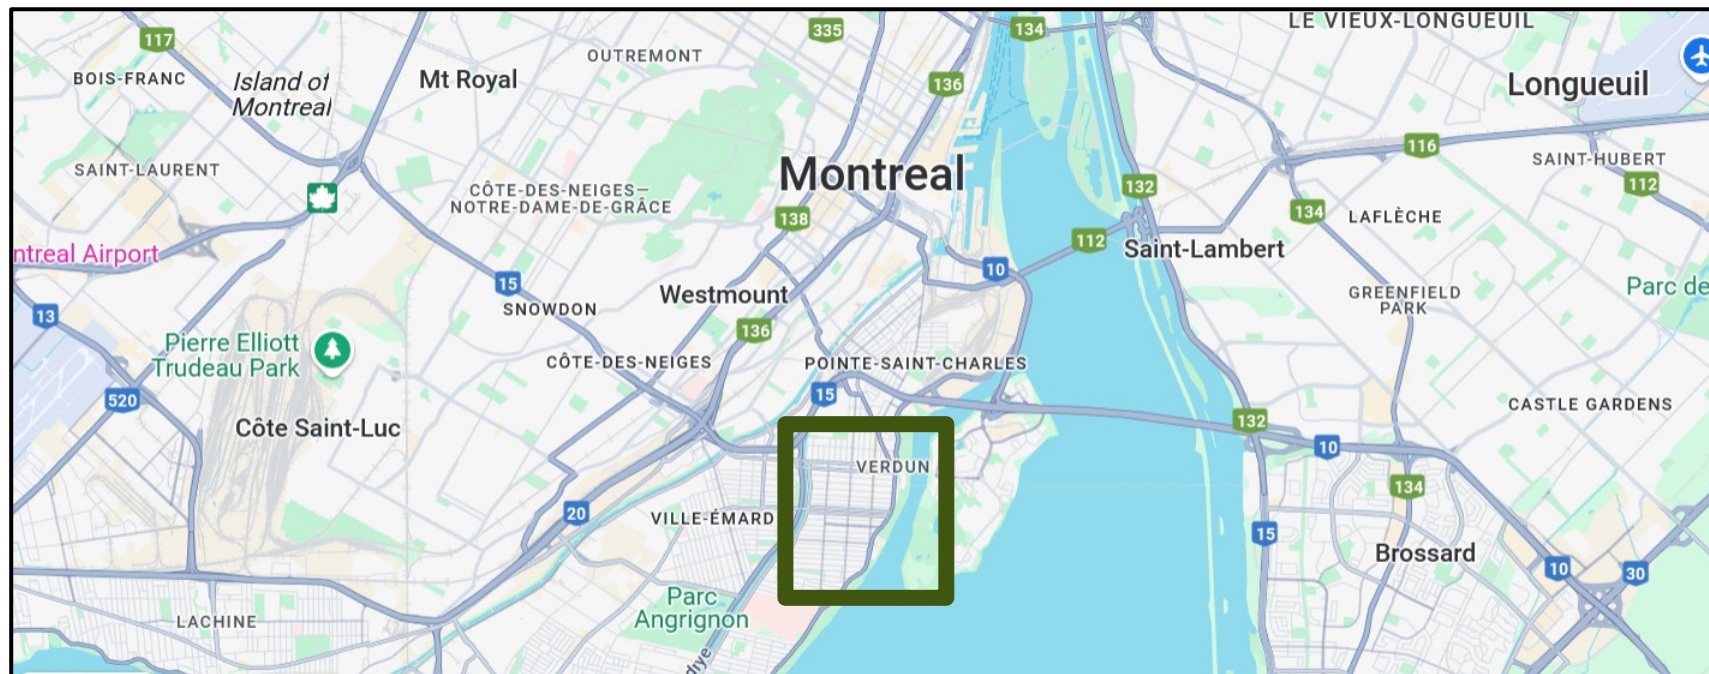 LE VIEUX-LONGUEUIL
134
335
117
OUTREMONT
BOIS-FRANC
Island of
Montreal
Mt Royal
136
Longueuil
116
SAINT-HUBERT
SAINT-LAURENT
Montreal
CÔTE-DES-NEIGES—
NOTRE-DAME-DE-GRÂCE
132
112
138
134
LAFLÈCHE
112
Saint-Lambert
ntreal Airport
10
15
Westmount
GREENFIELD
PARK
Parc de
SNOWDON
13
136
Pierre Elliott
Trudeau Park
CÔTE-DES-NEIGES
POINTE-SAINT-CHARLES
15
520
CASTLE GARDENS
Côte Saint-Luc
132
10
VERDUN
134
20
VILLE-ÉMARD
15
Brossard
10
30
Parc
Angrignon
LACHINE